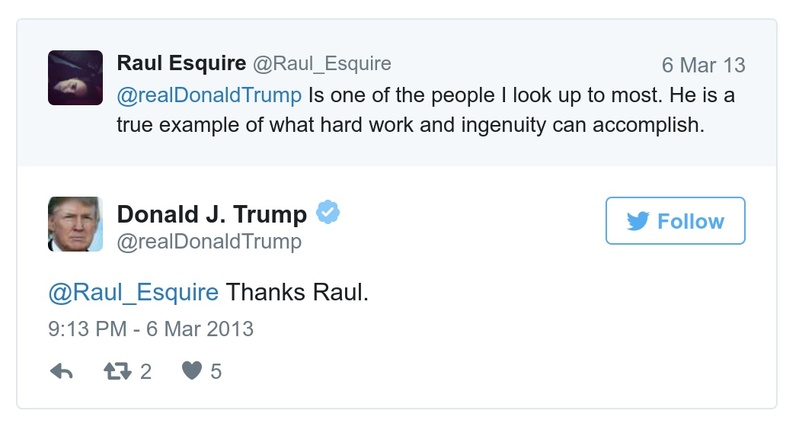 Raul Esquire @Raul_Esquire 6 Mar 13
@realDonaldTrump Is one of the people I look up to most. He is a
true example of what hard work and ingenuity can accomplish.
Donald J. Trump
@realDonaldTrump
Follow
@Raul_Esquire Thanks Raul.
9:13 PM - 6 Mar 2013
2 5